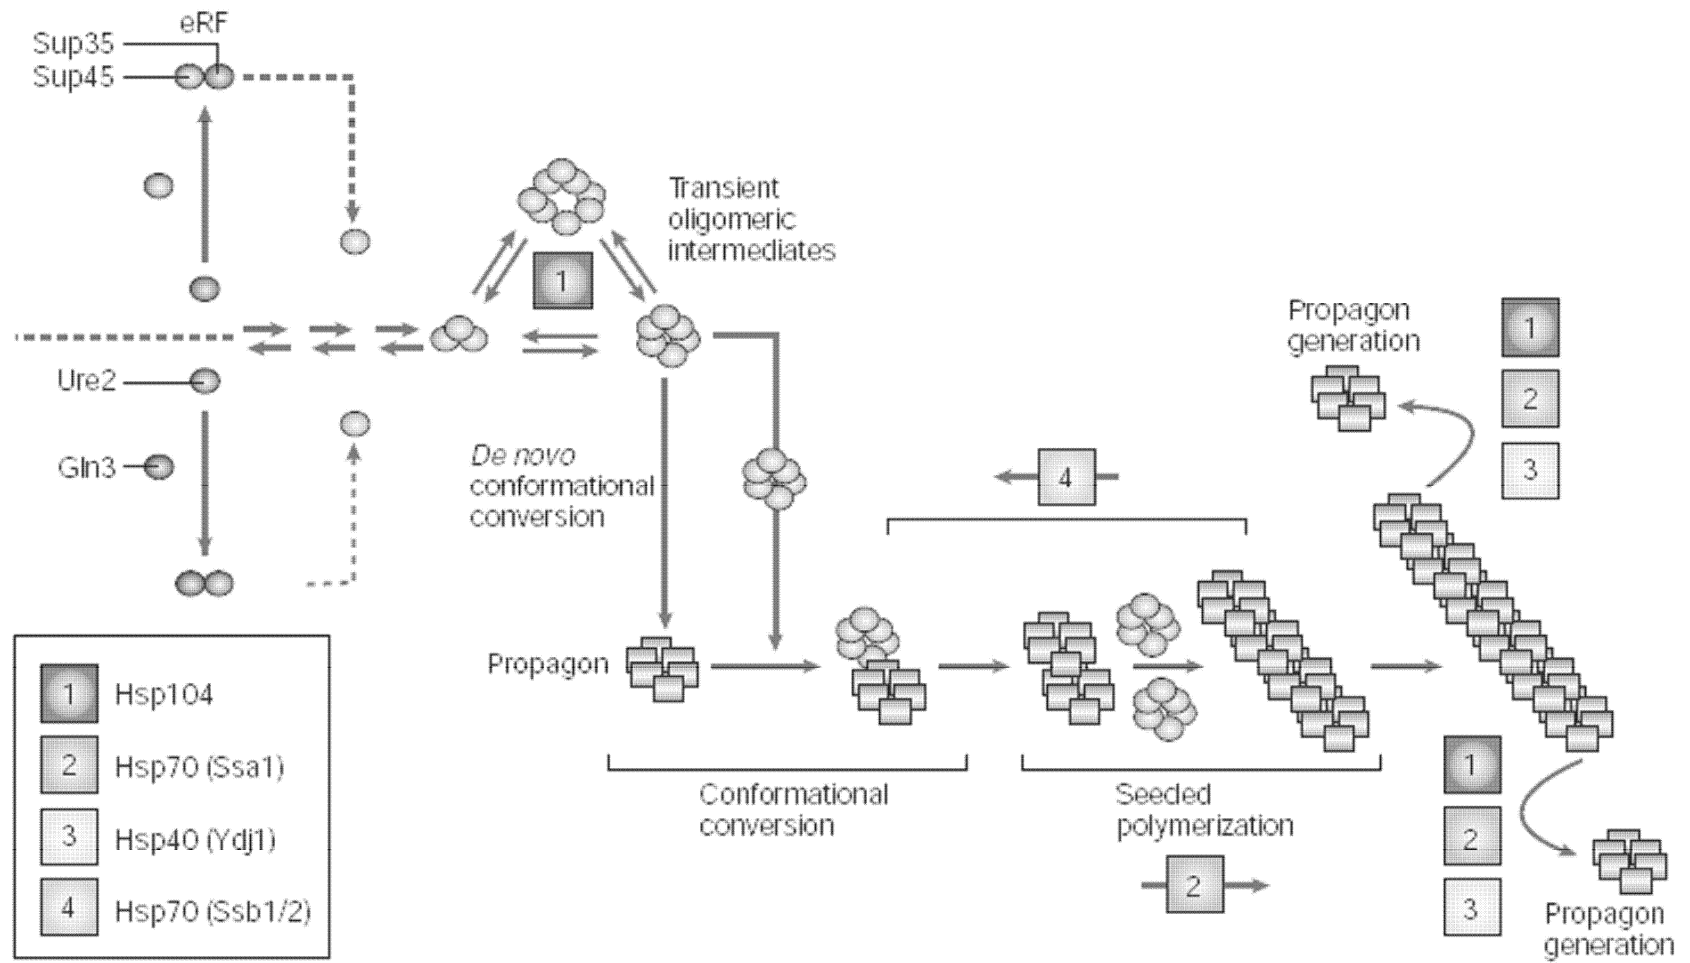 eRF
Sup35
Sup45
Transient
oligomeric
intermediates
1
Ure2
Gln3
De novo
conformational
conversion
4
Propagon
generation
1
2
3
Propagon
Conformational
conversion
Seeded
polymerization
2
1
2
3
Propagon
generation
1 Hsp104
2 Hsp70 (Ssa1)
3 Hsp40 (Ydj1)
4 Hsp70 (Ssb1/2)